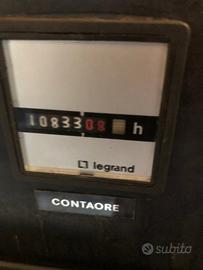 1083308 h
legrand
CONTAORE
subito